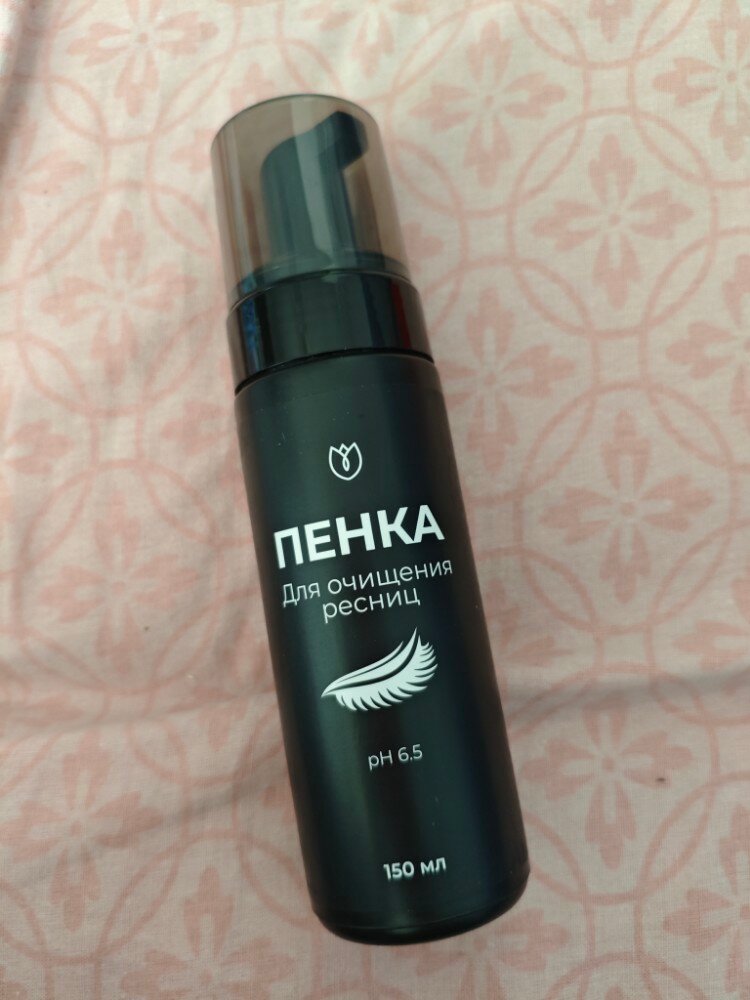 ПЕНКА
Для очищения
ресниц
pH 6.5
150 мл